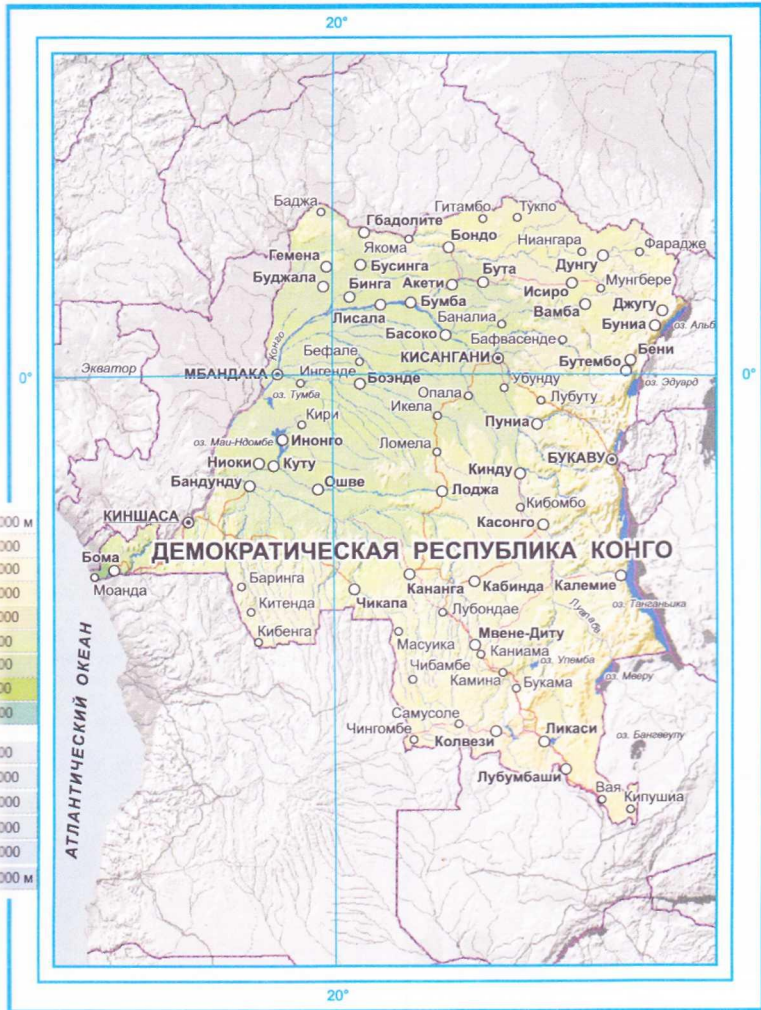 20°
Баджа
Гитамбо
Тукпо
Гбадолите
Якома
Бондо
Ниангара
Фарадже
Гемена
Бусинга
Бута
Дунгу
Буджала
Бинга
Акети
Исиро
Мунгбере
Лисала
Бумба
Баналиа
Вамба
Джугу
Конго
Басоко
Буниа
оз. Альб
Бефале
Бафвасенде
Экватор
КИСАНГАНИ
Бени
Бутембо
0°
МБАНДАКА
Ингенде
Боэнде
Убунду
оз. Эдуард
0°
оз. Тумба
Опала
Лубуту
Кири
Икела
Пуниа
оз. Маи-Ндомбе
Инонго
Ломела
БУКАВУ
Ниоки
Куту
Кинду
Бандунду
Ошве
Лоджа
Кибомбо
КИНШАСА
Касонго
ДЕМОКРАТИЧЕСКАЯ РЕСПУБЛИКА КОНГО
Бома
Моанда
Баринга
Чикапа
Кананга
Кабинда
Калемие
Китенда
Лубондае
Луалаба
оз. Танганьика
Кибенга
Масуика
Мвене-Диту
Каниама
оз. Упемба
Чибамбе
Камина
Букама
оз. Мверу
Самусоле
Чингомбе
Колвези
Ликаси
оз. Бангвеулу
Лубумбаши
Вая
Кипушиа
АТЛАНТИЧЕСКИЙ ОКЕАН
20°